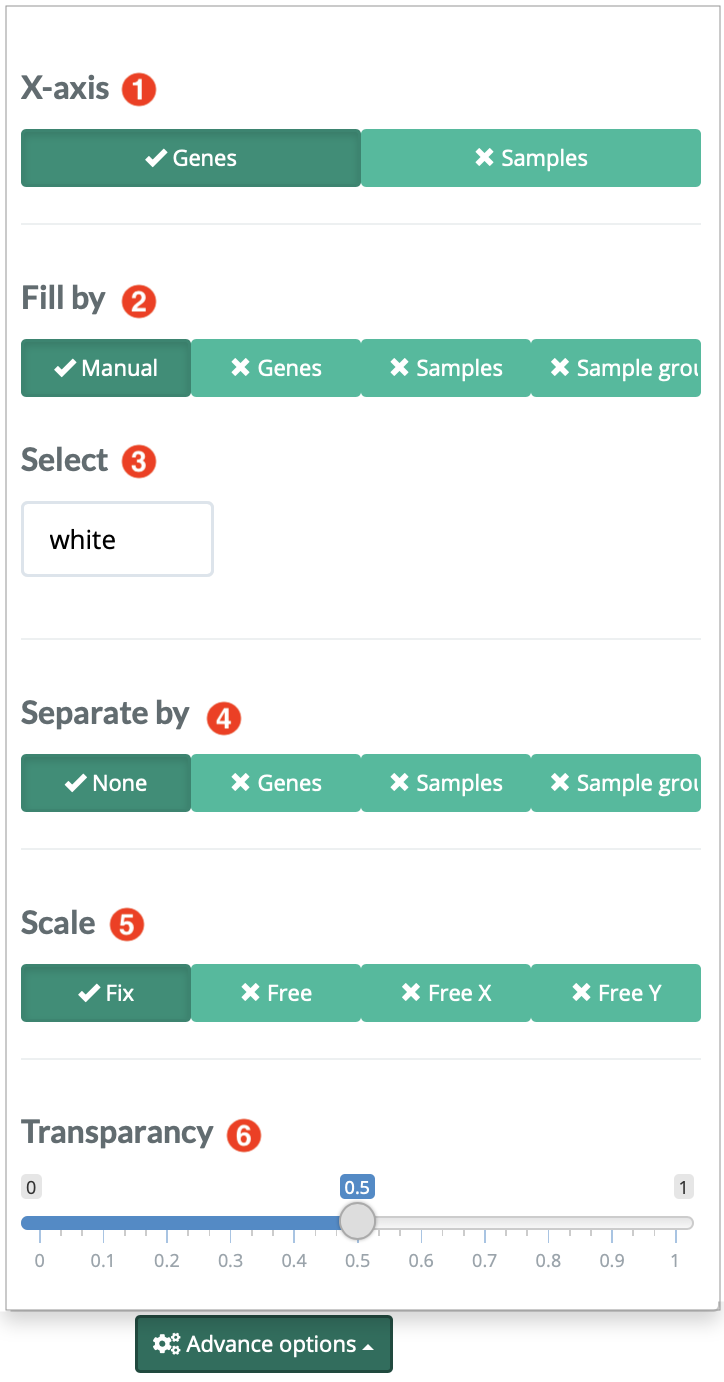 X-axis 1
Genes Samples
Fill by 2
Manual Genes Samples Sample grou
Select 3
white
Separate by 4
None Genes Samples Sample grou
Scale 5
Fix Free Free X Free Y
Transparancy 6
0 0.5 1
0 0.1 0.2 0.3 0.4 0.5 0.6 0.7 0.8 0.9 1
Advance options